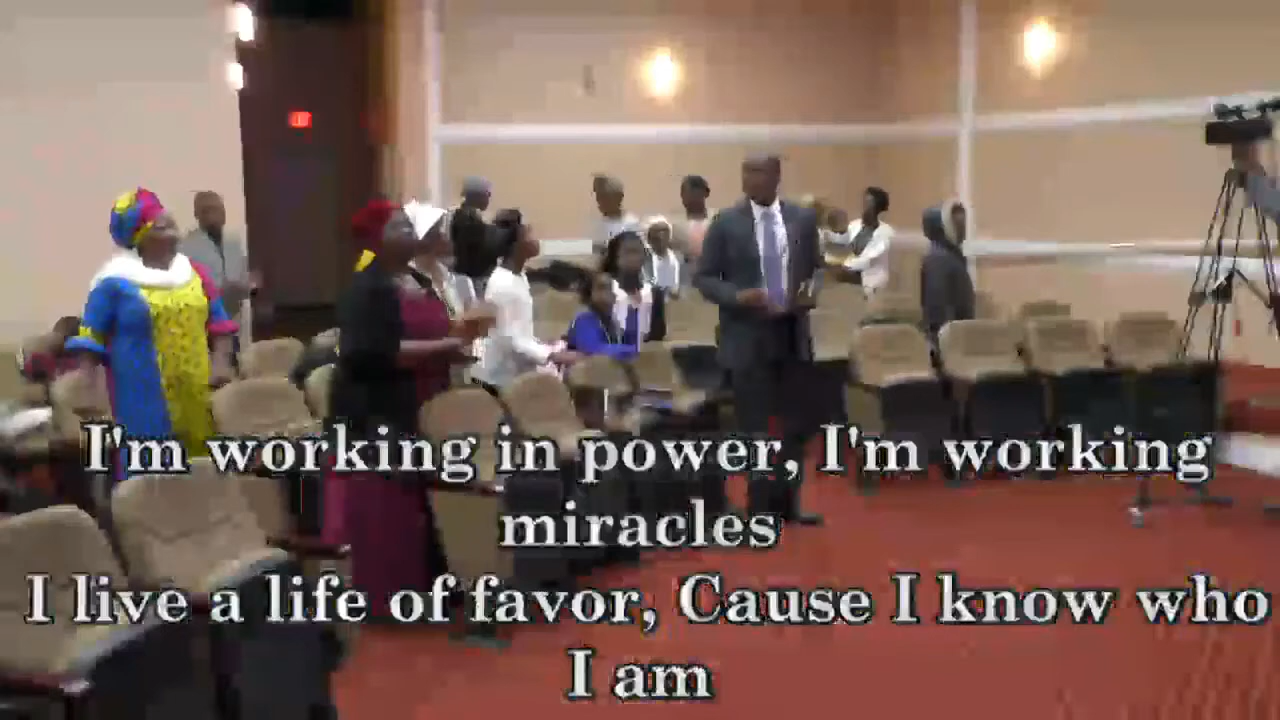 I'm working in power, I'm working
miracles
I live a life of favor, Cause I know who
I am